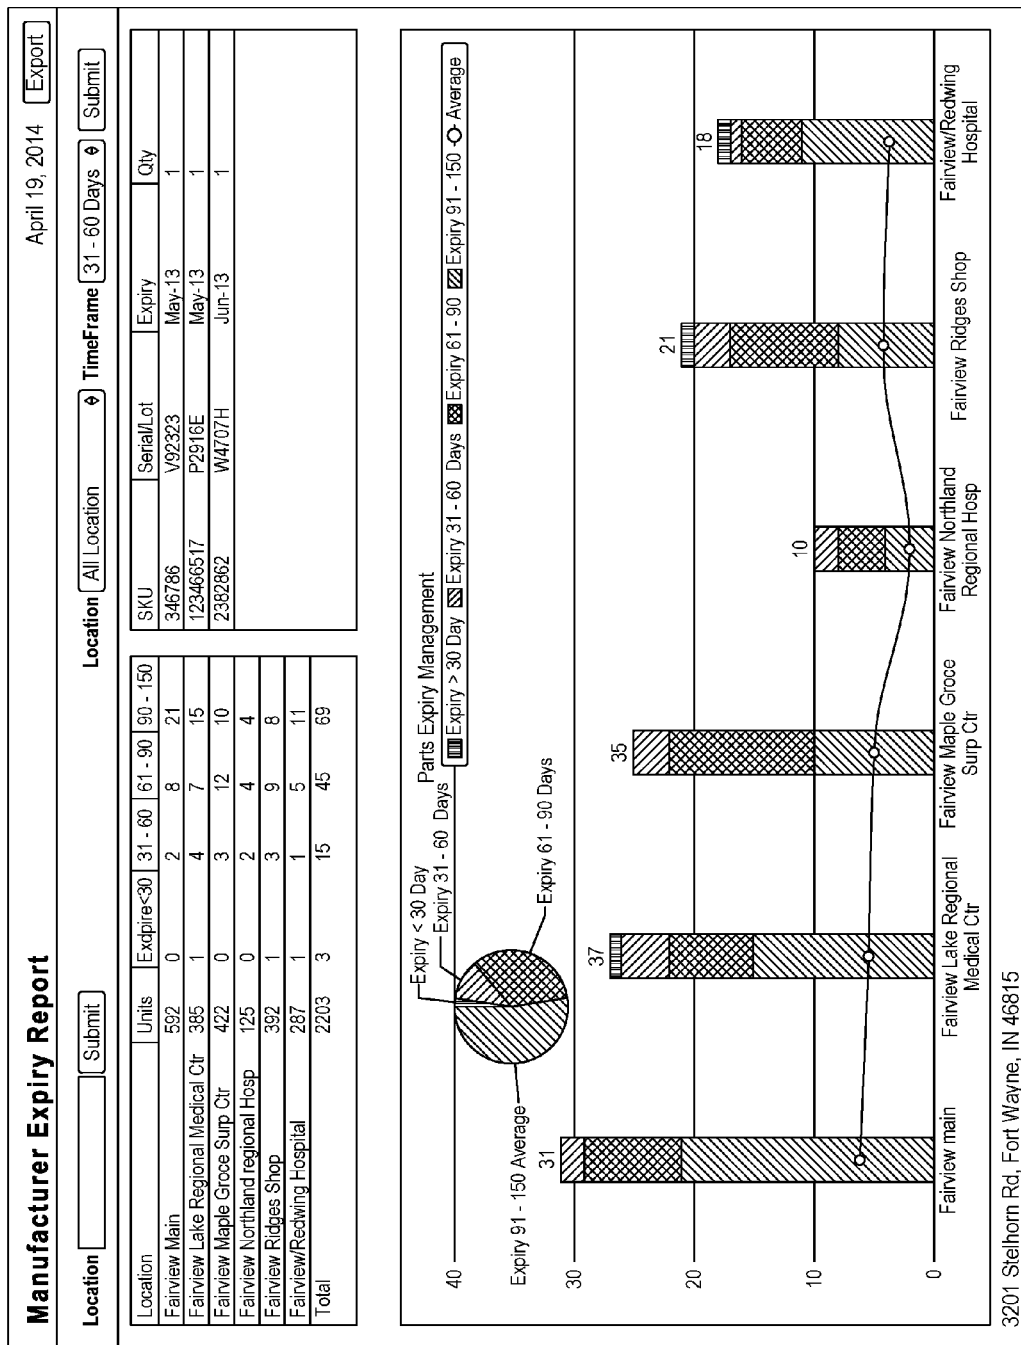 Manufacturer Expiry Report
April 19, 2014 Export
Location Submit Location All Location TimeFrame 31 - 60 Days Submit
Location Units Exdpire<30 31 - 60 61 - 90 90 - 150
Fairview Main 592 0 2 8 21
Fairview Lake Regional Medical Ctr 385 1 4 7 15
Fairview Maple Groce Surp Ctr 422 0 3 12 10
Fairview Northland regional Hosp 125 0 2 4 4
Fairview Ridges Shop 392 1 3 9 8
Fairview/Redwing Hospital 287 1 1 5 11
Total 2203 3 15 45 69
SKU Serial/Lot Expiry Qty
346786 V92323 May-13 1
123466517 P2916E May-13 1
2382862 W4707H Jun-13 1
Parts Expiry Management
Expiry > 30 Day Expiry 31 - 60 Days Expiry 61 - 90 Expiry 91 - 150 Average
Expiry < 30 Day
Expiry 31 - 60 Days
Expiry 61 - 90 Days
Expiry 91 - 150 Average
40
30
20
10
0
31
37
35
10
21
18
Fairview main
Fairview Lake Regional
Medical Ctr
Fairview Maple Groce
Surp Ctr
Fairview Northland
Regional Hosp
Fairview Ridges Shop
Fairview/Redwing
Hospital
3201 Stelhorn Rd, Fort Wayne, IN 46815